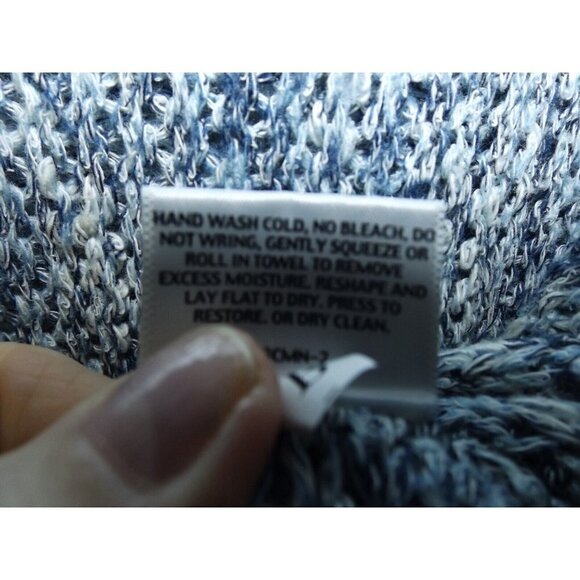 HAND WASH COLD, NO BLEACH, DO
NOT WRING, GENTLY SQUEEZE OR
ROLL IN TOWEL TO REMOVE
EXCESS MOISTURE, RESHAPE AND
LAY FLAT TO DRY. PRESS TO
RESTORE. OR DRY CLEAN.